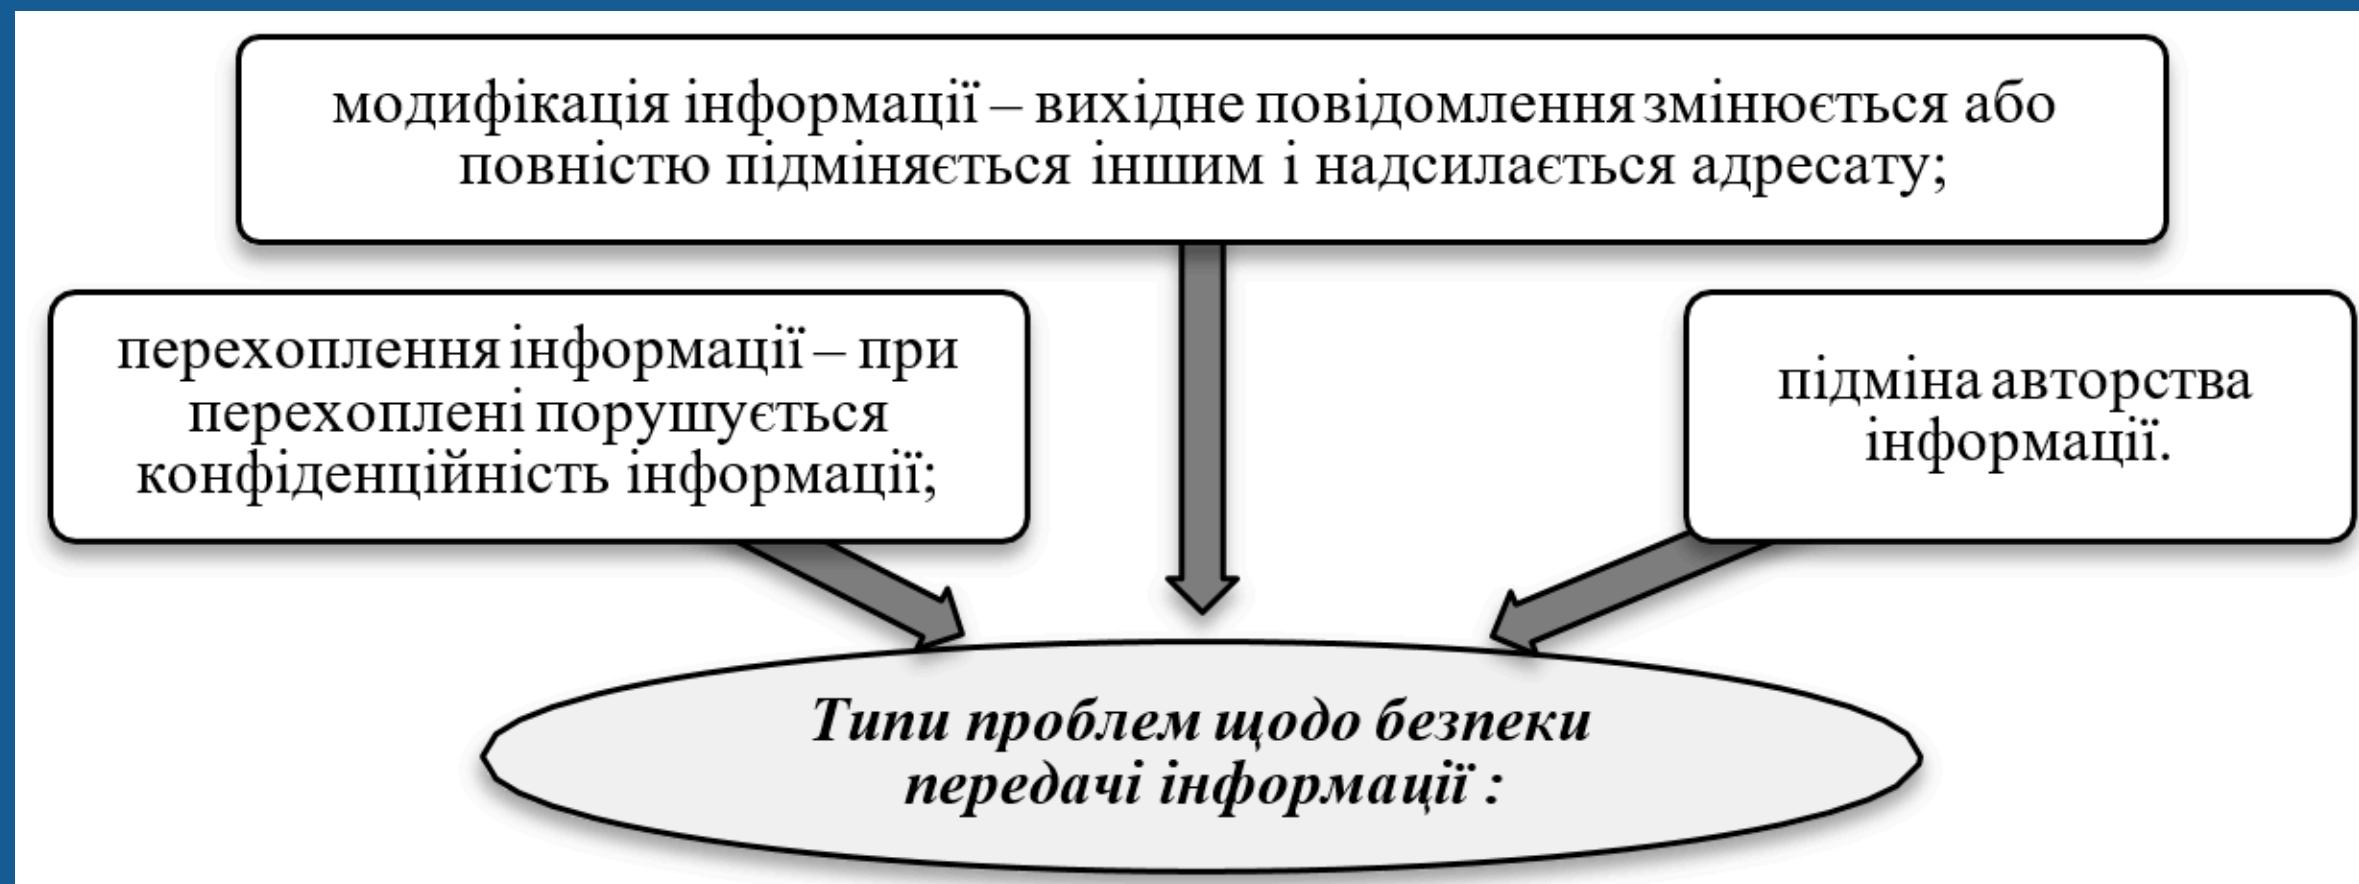 модифікація інформації – вихідне повідомлення змінюється або
повністю підміняється іншим і надсилається адресату;
перехоплення інформації – при
перехоплені порушується
конфіденційність інформації;
підміна авторства
інформації.
Типи проблем щодо безпеки
передачі інформації :